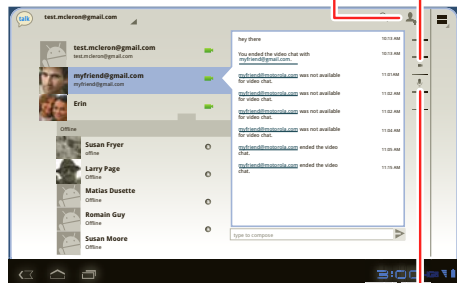 talk
test.mcleron@gmail.com
test.mcleron@gmail.com
test.mcleron@gmail.com
myfriend@gmail.com
myfriend@gmail.com
Erin
Offline
Susan Fryer
offline
Larry Page
Offline
Matias Dusette
Offline
Romain Guy
Offline
Susan Moore
Offline
hey there 10:13 AM
You ended the video chat with 10:13 AM
myfriend@gmail.com.
myfriend@motorola.com was not available 11:01 AM
for video chat.
myfriend@motorola.com was not available 11:02 AM
for video chat.
myfriend@motorola.com was not available 11:02 AM
for video chat.
myfriend@motorola.com was not available 11:04 AM
for video chat.
myfriend@motorola.com ended the video 11:05 AM
chat.
myfriend@motorola.com ended the video 11:15 AM
chat.
type to compose